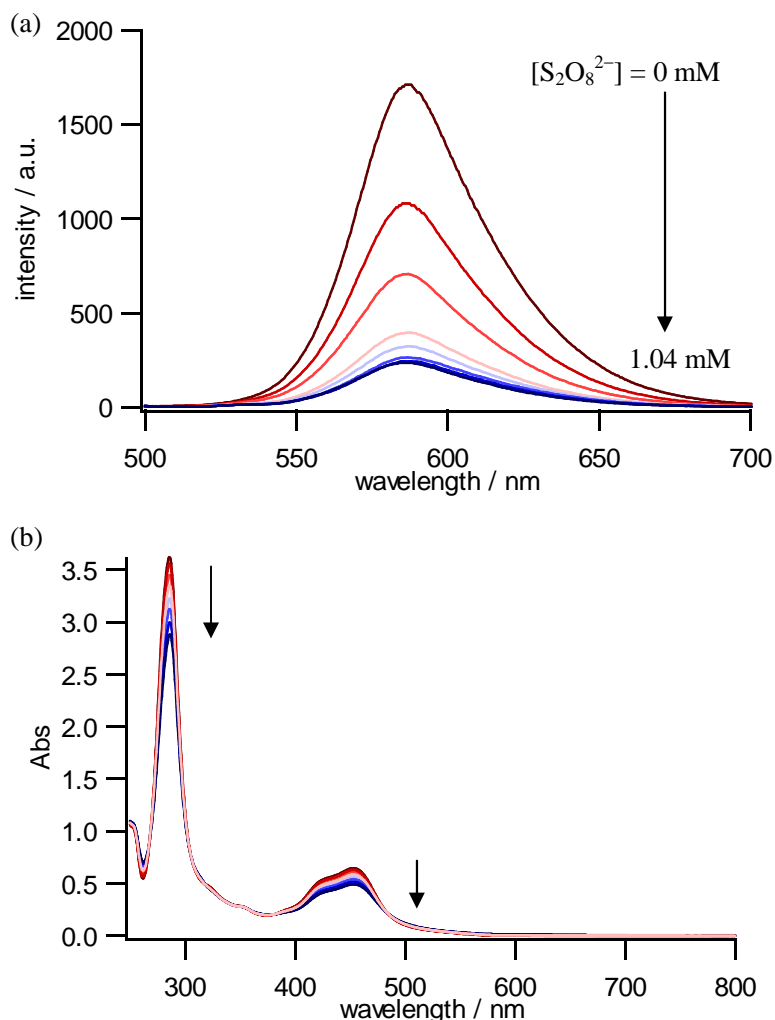 (a)
2000
1500
1000
500
0
intensity / a.u.
[S₂O₈²⁻] = 0 mM
1.04 mM
500 550 600 650 700
wavelength / nm
(b)
3.5
3.0
2.5
2.0
1.5
1.0
0.5
0.0
Abs
300 400 500 600 700 800
wavelength / nm